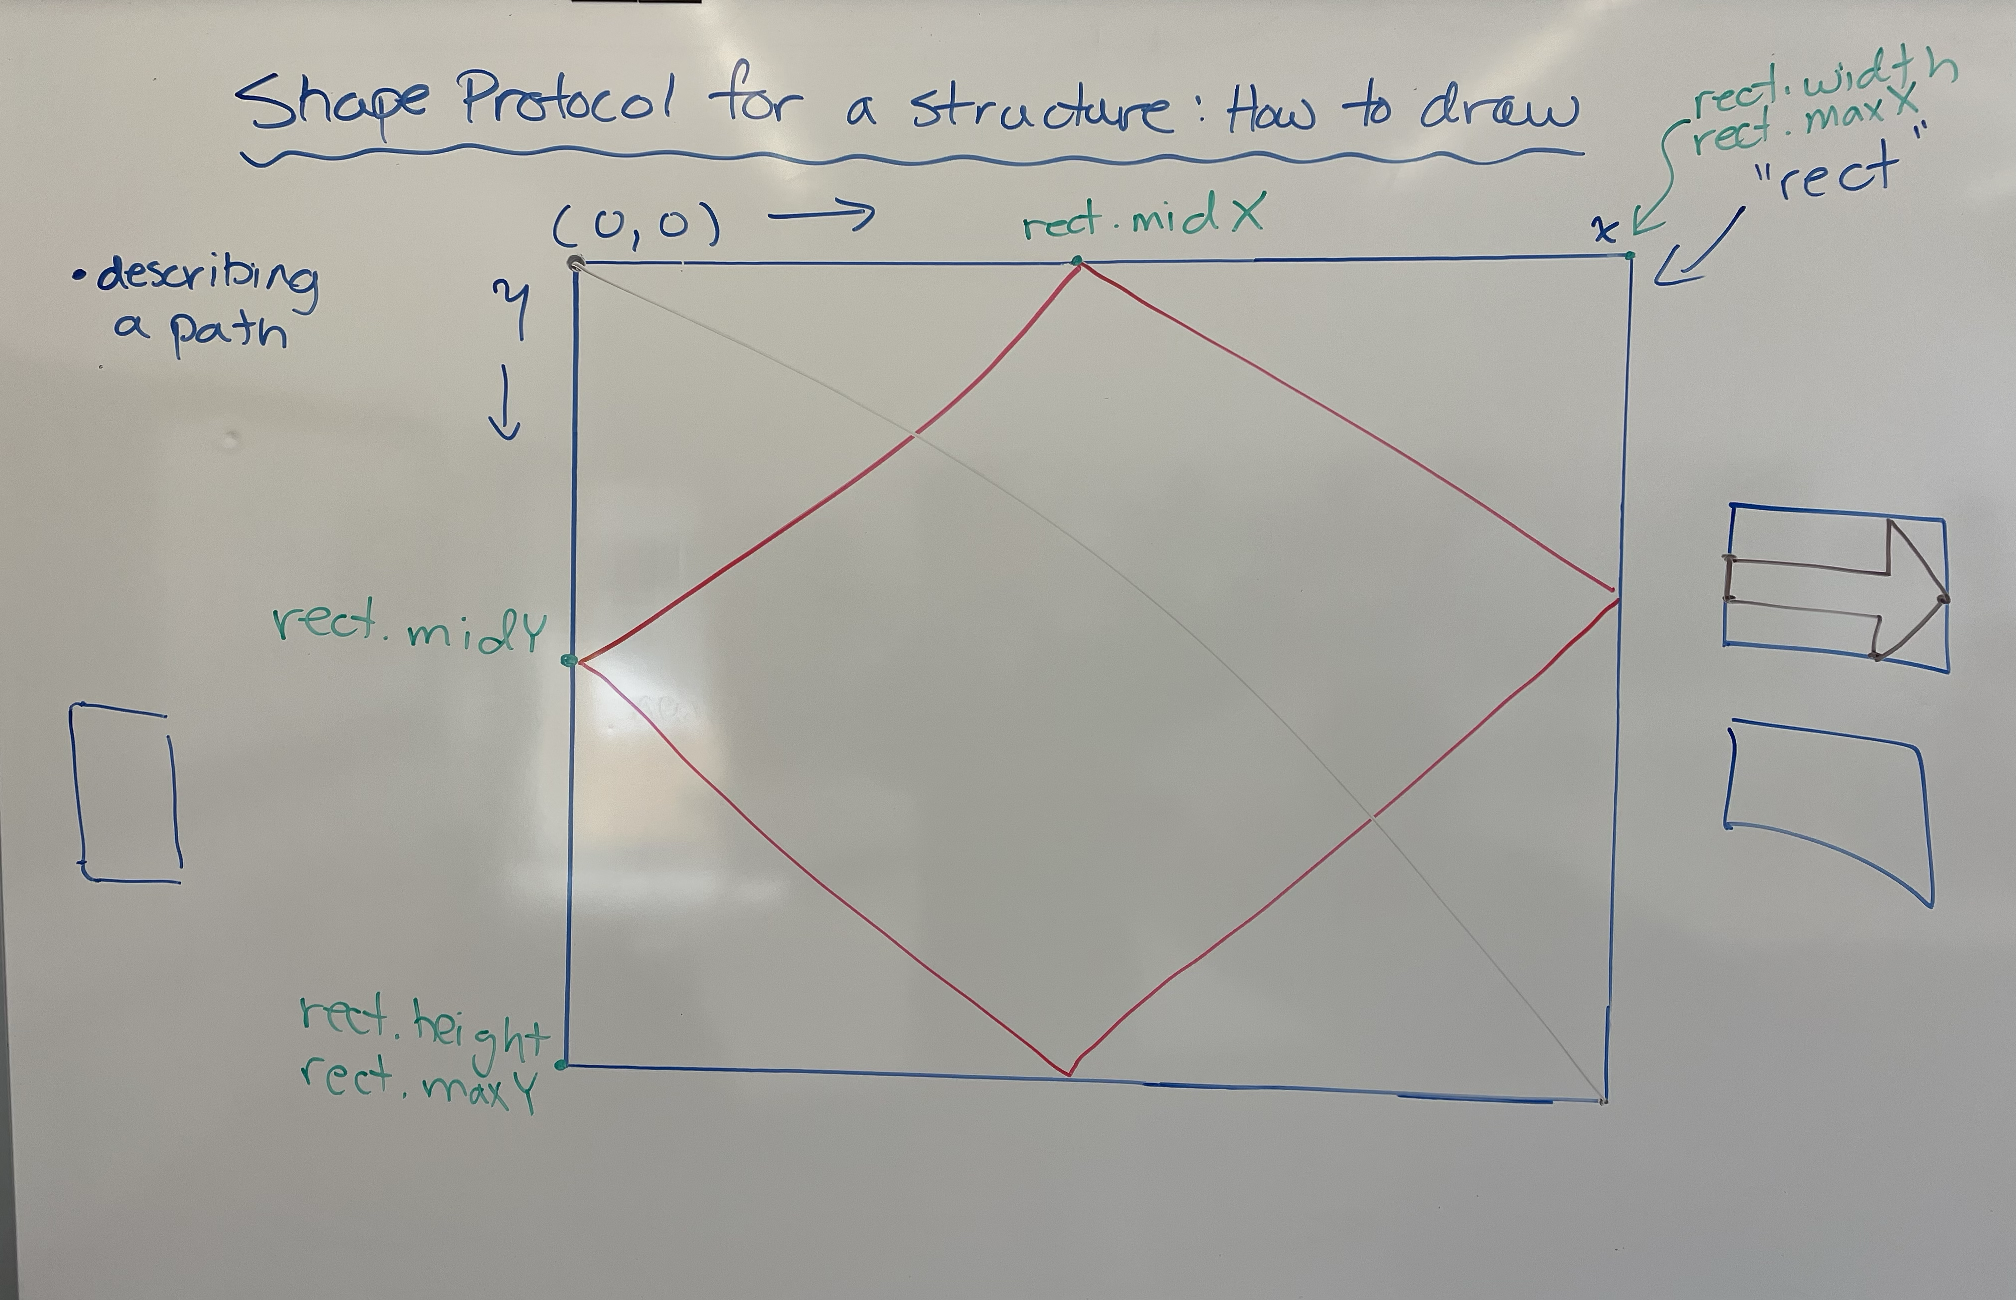 Shape Protocol for a structure: How to draw
rect.width
rect.maxX
"rect"
(0,0)
rect.midX
x
• describing
a path
y
rect.midY
rect.height
rect.maxY